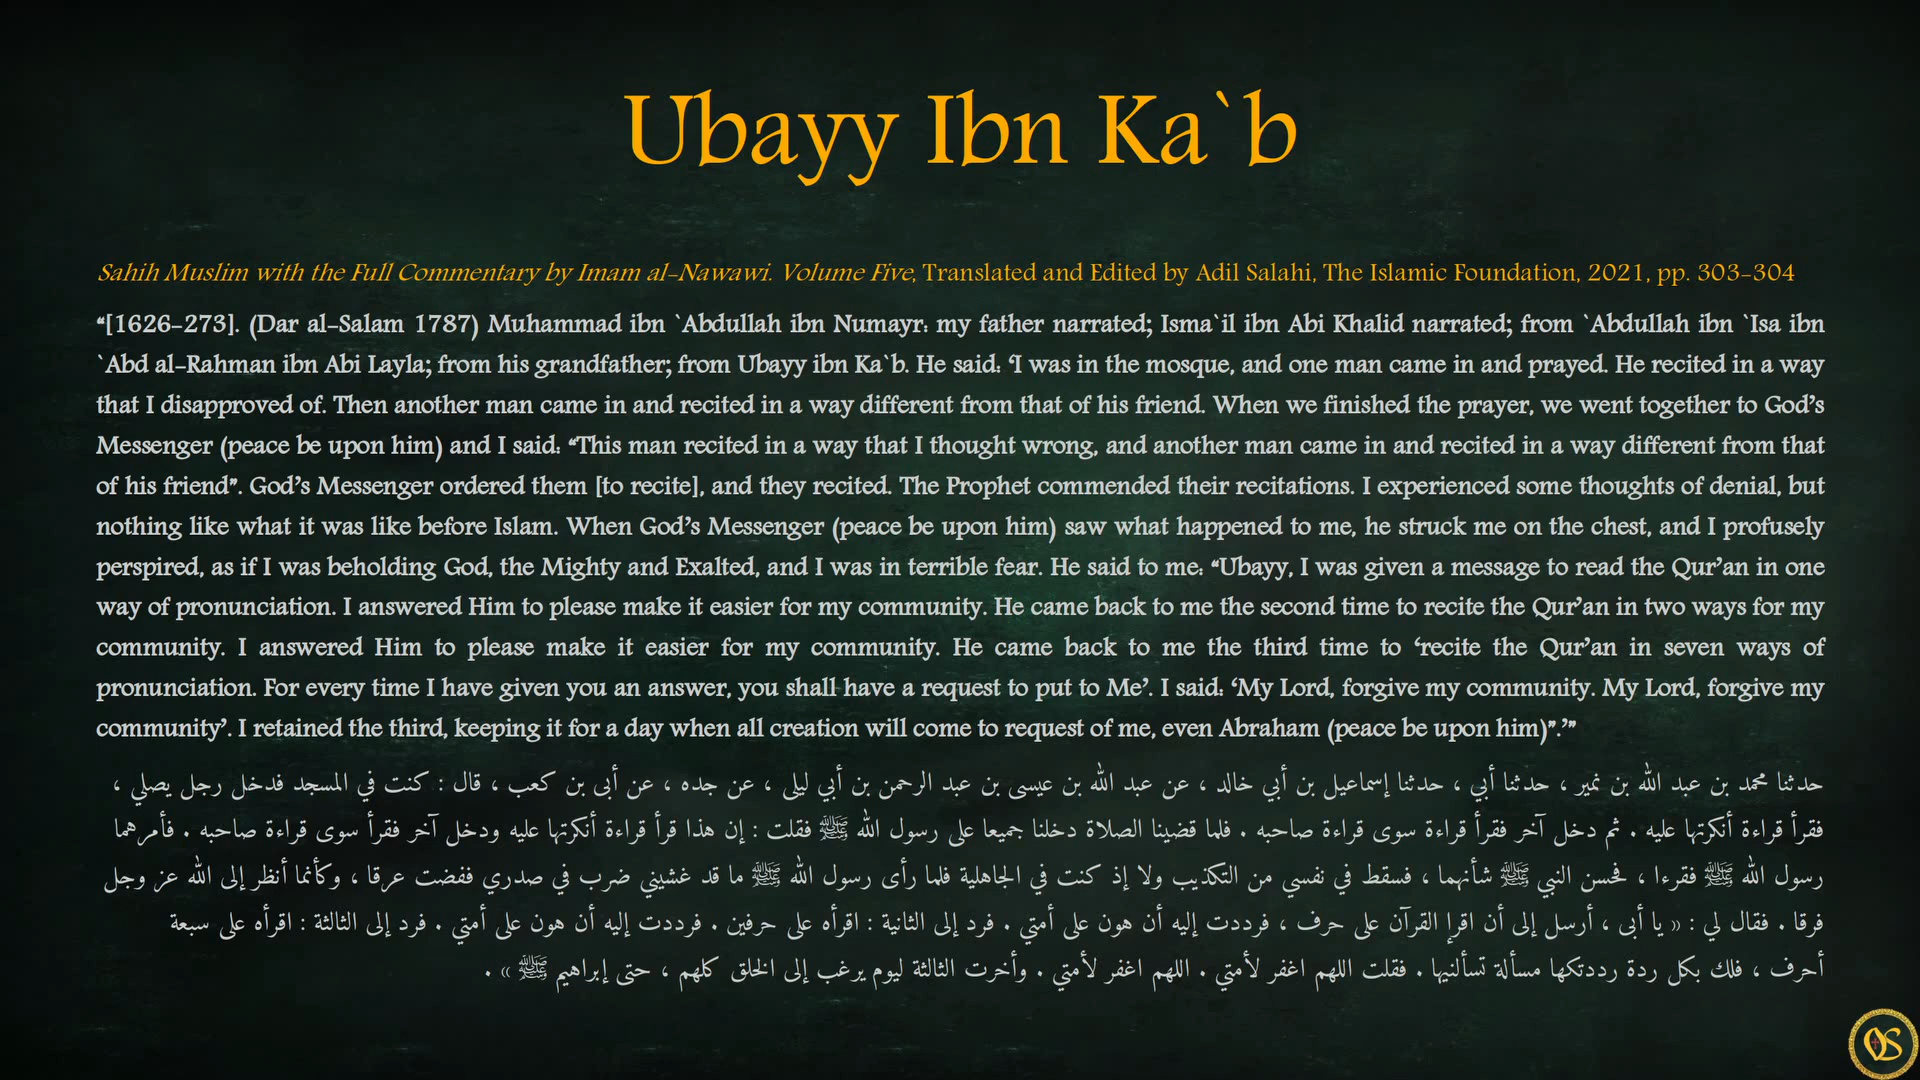 Ubayy Ibn Ka`b
Sahih Muslim with the Full Commentary by Imam al-Nawawi. Volume Five, Translated and Edited by Adil Salahi, The Islamic Foundation, 2021, pp. 303-304
“[1626-273]. (Dar al-Salam 1787) Muhammad ibn `Abdullah ibn Numayr: my father narrated; Isma`il ibn Abi Khalid narrated; from `Abdullah ibn `Isa ibn
`Abd al-Rahman ibn Abi Layla; from his grandfather; from Ubayy ibn Ka`b. He said: ‘I was in the mosque, and one man came in and prayed. He recited in a way
that I disapproved of. Then another man came in and recited in a way different from that of his friend. When we finished the prayer, we went together to God’s
Messenger (peace be upon him) and I said: “This man recited in a way that I thought wrong, and another man came in and recited in a way different from that
of his friend”. God’s Messenger ordered them [to recite], and they recited. The Prophet commended their recitations. I experienced some thoughts of denial, but
nothing like what it was like before Islam. When God’s Messenger (peace be upon him) saw what happened to me, he struck me on the chest, and I profusely
perspired, as if I was beholding God, the Mighty and Exalted, and I was in terrible fear. He said to me: “Ubayy, I was given a message to read the Qur’an in one
way of pronunciation. I answered Him to please make it easier for my community. He came back to me the second time to recite the Qur’an in two ways for my
community. I answered Him to please make it easier for my community. He came back to me the third time to ‘recite the Qur’an in seven ways of
pronunciation. For every time I have given you an answer, you shall have a request to put to Me’. I said: ‘My Lord, forgive my community. My Lord, forgive my
community’. I retained the third, keeping it for a day when all creation will come to request of me, even Abraham (peace be upon him)”.’”
حدثنا محمد بن عبد الله بن نمير ، حدثنا أبي ، حدثنا إسماعيل بن أبي خالد ، عن عبد الله بن عيسى بن عبد الرحمن بن أبي ليلى ، عن جده ، عن أبى بن كعب ، قال : كنت في المسجد فدخل رجل يصلي ،
فقرأ قراءة أنكرتها عليه . ثم دخل آخر فقرأ قراءة سوى قراءة صاحبه . فلما قضينا الصلاة دخلنا جميعا على رسول الله ﷺ فقلت : إن هذا قرأ قراءة أنكرتها عليه ودخل آخر فقرأ سوى قراءة صاحبه . فأمرهما
رسول الله ﷺ فقرءا ، فحسن النبي ﷺ شأنهما ، فسقط في نفسي من التكذيب ولا إذ كنت في الجاهلية فلما رأى رسول الله ﷺ ما قد غشيني ضرب في صدري ففضت عرقا ، وكأنما أنظر إلى الله عز وجل
فرقا . فقال لي : « يا أبى ، أرسل إلى أن اقرإ القرآن على حرف ، فرددت إليه أن هون على أمتي . فرد إلى الثانية : اقرأه على حرفين . فرددت إليه أن هون على أمتي . فرد إلى الثالثة : اقرأه على سبعة
أحرف ، فلك بكل ردة رددتكها مسألة تسألنيها . فقلت اللهم اغفر لأمتي . اللهم اغفر لأمتي . وأخرت الثالثة ليوم يرغب إلى الخلق كلهم ، حتى إبراهيم ﷺ » .